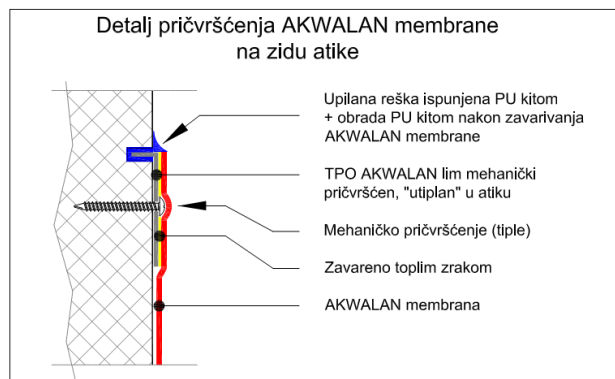 Detalj pričvršćenja AKWALAN membrane
na zidu atike
Upilana reška ispunjena PU kitom
+ obrada PU kitom nakon zavarivanja
AKWALAN membrane
TPO AKWALAN lim mehanički
pričvršćen, "utiplan" u atiku
Mehaničko pričvršćenje (tiple)
Zavareno toplim zrakom
AKWALAN membrana